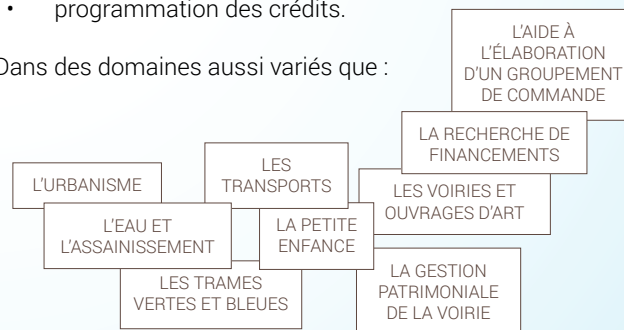 • programmation des crédits.
Dans des domaines aussi variés que :
L'AIDE À
L'ÉLABORATION
D'UN GROUPEMENT
DE COMMANDE
LA RECHERCHE DE
FINANCEMENTS
LES
TRANSPORTS
L'URBANISME
LES VOIRIES ET
OUVRAGES D'ART
L'EAU ET
L'ASSAINISSEMENT
LA PETITE
ENFANCE
LES TRAMES
VERTES ET BLEUES
LA GESTION
PATRIMONIALE
DE LA VOIRIE